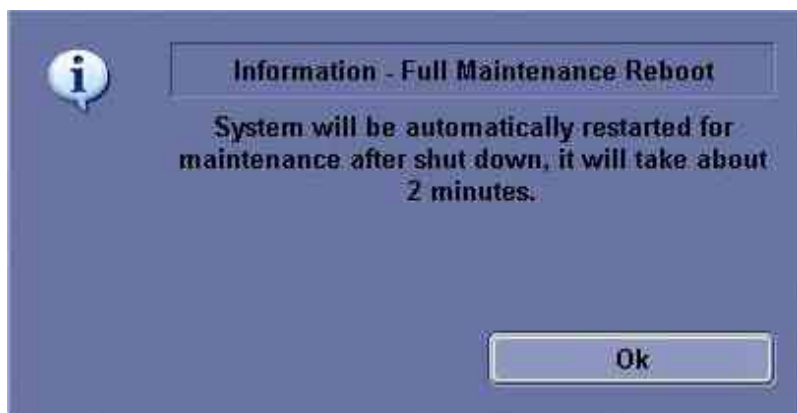 Information - Full Maintenance Reboot
System will be automatically restarted for
maintenance after shut down, it will take about
2 minutes.
Ok